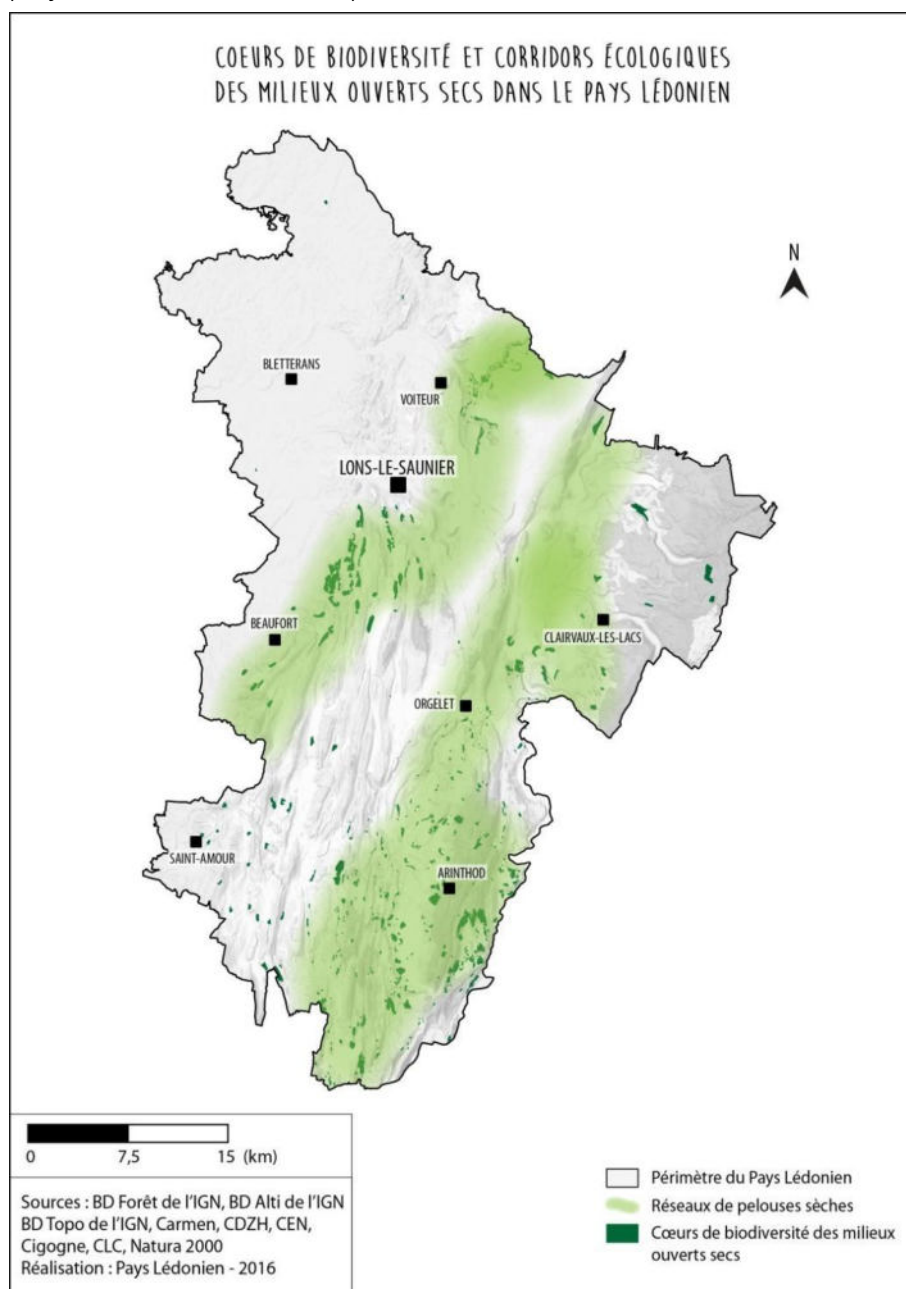 COEURS DE BIODIVERSITÉ ET CORRIDORS ÉCOLOGIQUES
DES MILIEUX OUVERTS SECS DANS LE PAYS LÉDONIEN
N
BLETTERANS
VOITEUR
LONS-LE-SAUNIER
BEAUFORT
CLAIRVAUX-LES-LACS
ORGELET
SAINT-AMOUR
ARINTHOD
0 7,5 15 (km)
Sources : BD Forêt de l'IGN, BD Alti de l'IGN
BD Topo de l'IGN, Carmen, CDZH, CEN,
Cigogne, CLC, Natura 2000
Réalisation : Pays Lédonien - 2016
Périmètre du Pays Lédonien
Réseaux de pelouses sèches
Cœurs de biodiversité des milieux
ouverts secs